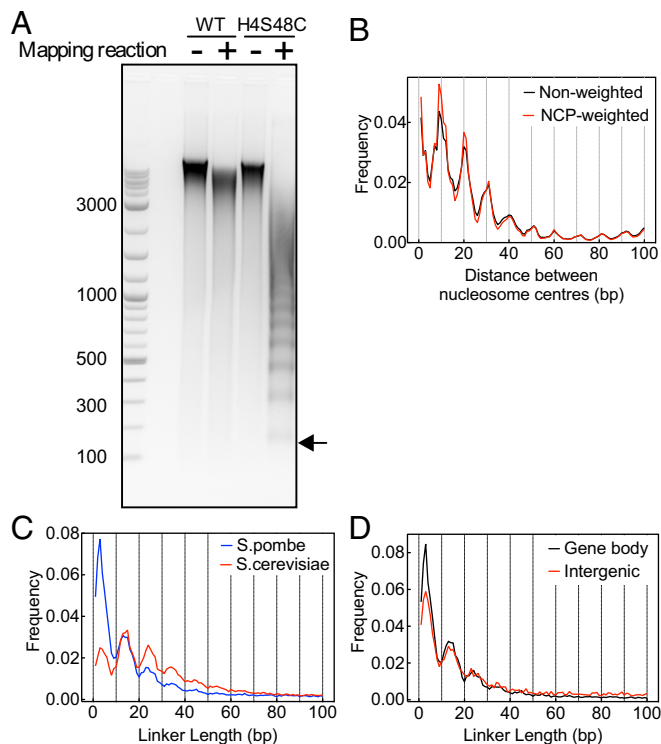 A
WT H4S48C
Mapping reaction - + - +
3000
1000
500
300
100
B
Non-weighted
NCP-weighted
Frequency
0.04
0.02
0.00
0 20 40 60 80 100
Distance between
nucleosome centres (bp)
C
S.pombe
S.cerevisiae
Frequency
0.08
0.06
0.04
0.02
0.00
0 20 40 60 80 100
Linker Length (bp)
D
Gene body
Intergenic
Frequency
0.08
0.06
0.04
0.02
0.00
0 20 40 60 80 100
Linker Length (bp)